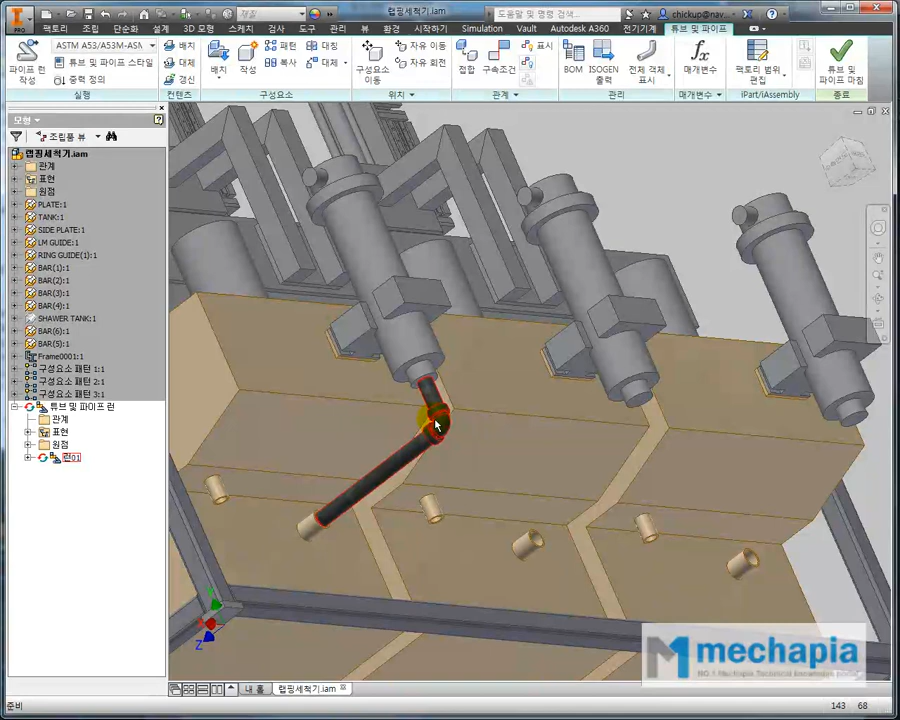 랩핑세척기.iam
도움말 및 검색...
chickup@nav...
PRO
팩토리 디자인 단순화 설계 3D 모형 스케치 검사 도구 관리 뷰 환경 시작하기 Simulation Vault Autodesk A360 전기기계 튜브 및 파이프
파이프 런
작성
ASTM A53/A53M-ASM
튜브 및 파이프 스타일
중력 정의
배치
대체
갱신
배치
작성
패턴
복사
대칭
대체
구성요소
이동
자유 이동
자유 회전
접합
구속조건
표시
BOM
ISOGEN
출력
전체 객체
표시
매개변수
팩토리 범위
편집
튜브 및
파이프 마침
실행
컨텐츠
구성요소
위치
관계
관리
매개변수
iPart/iAssembly
종료
모형
조립품 뷰
랩핑세척기.iam
관계
표현
원점
PLATE:1
TANK:1
SIDE PLATE:1
LM GUIDE:1
RING GUIDE(1):1
BAR(1):1
BAR(2):1
BAR(3):1
BAR(4):1
SHAWER TANK:1
BAR(6):1
BAR(5):1
Frame0001:1
구성요소 패턴 1:1
구성요소 패턴 2:1
구성요소 패턴 3:1
튜브 및 파이프 런
관계
표현
원점
런01
Z
mechapia
내 홈
랩핑세척기.iam
준비
143 68